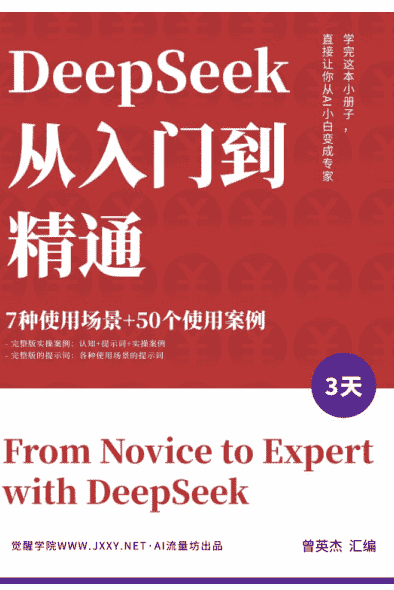 学完这本小册子，
直接让你从AI小白变成专家
DeepSeek
从入门到
精通
7种使用场景+50个使用案例
- 完整版实操案例：认知+提示词+实操案例
- 完整的提示词：各种使用场景的提示词
3天
From Novice to Expert
with DeepSeek
觉醒学院WWW.JXXY.NET·AI流量坊出品
曾英杰 汇编